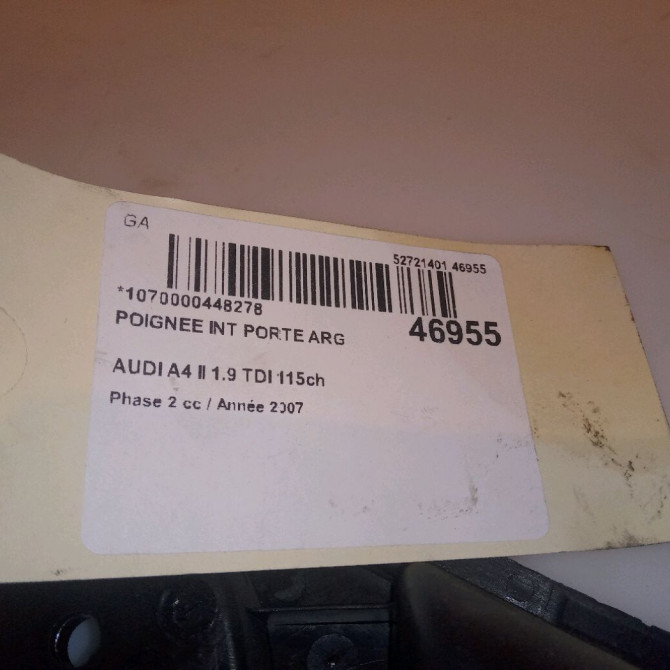 GA
52721401 46955
*1070000448278
46955
POIGNEE INT PORTE ARG
AUDI A4 II 1.9 TDI 115ch
Phase 2 cc / Année 2007